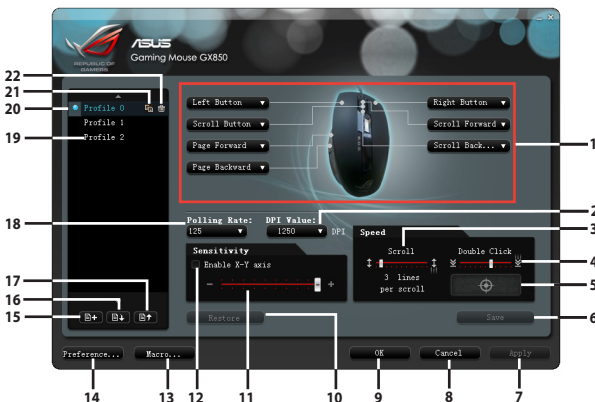 REPUBLIC OF
GAMERS
ASUS
Gaming Mouse GX850
22
21
20
19
Profile 0
Profile 1
Profile 2
Left Button
Scroll Button
Page Forward
Page Backward
Right Button
Scroll Forward
Scroll Back...
1
18
Polling Rate:
125
DPI Value:
1250
DPI
2
Sensitivity
Enable X-Y axis
Speed
3
Scroll
3 lines
per scroll
Double Click
4
5
17
16
15
Restore
Save
6
Preference...
Macro...
OK
Cancel
Apply
14
13
12
11
10
9
8
7